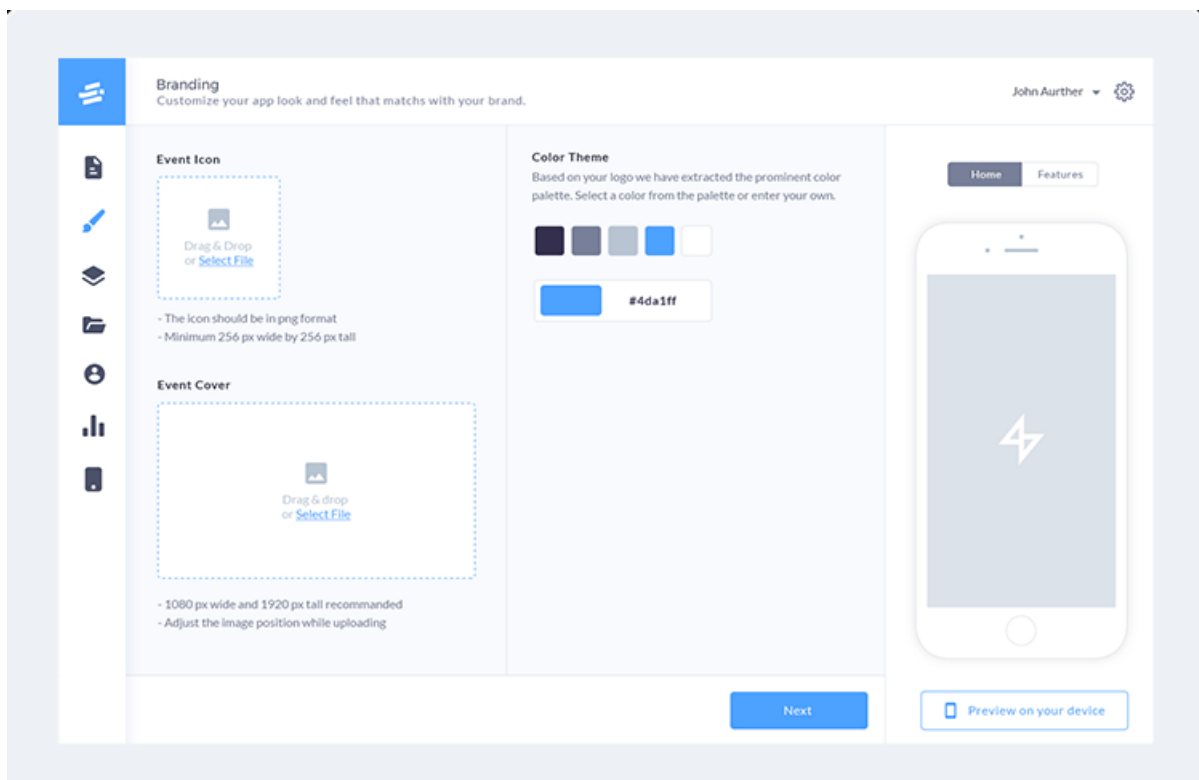 Branding
Customize your app look and feel that matchs with your brand.
John Aurther
Event Icon
Drag & Drop
or Select File
- The icon should be in png format
- Minimum 256 px wide by 256 px tall
Event Cover
Drag & drop
or Select File
- 1080 px wide and 1920 px tall recommanded
- Adjust the image position while uploading
Color Theme
Based on your logo we have extracted the prominent color
palette. Select a color from the palette or enter your own.
#4da1ff
Next
Home
Features
Preview on your device